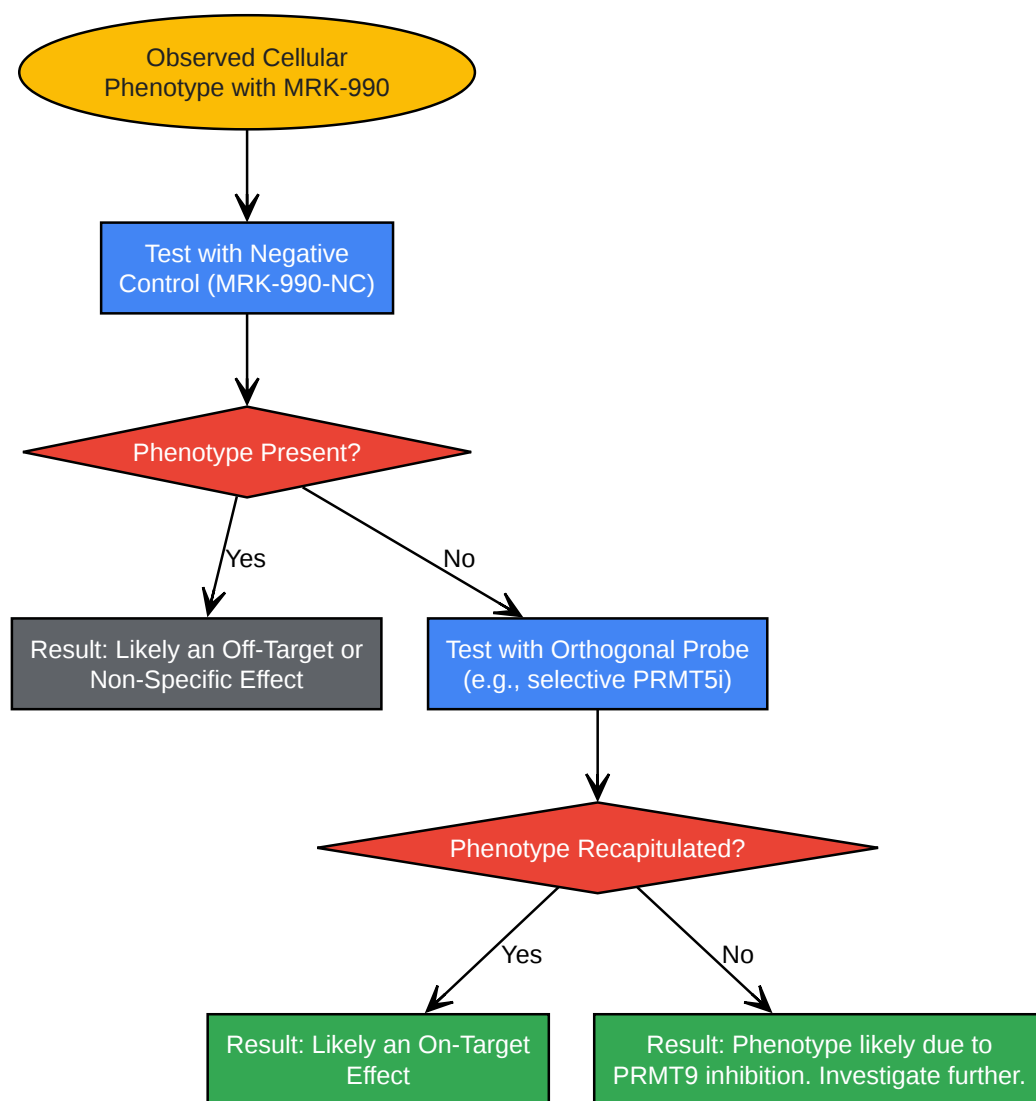 Observed Cellular
Phenotype with MRK-990
Test with Negative
Control (MRK-990-NC)
Phenotype Present?
Yes
No
Result: Likely an Off-Target or
Non-Specific Effect
Test with Orthogonal Probe
(e.g., selective PRMT5i)
Phenotype Recapitulated?
Yes
No
Result: Likely an On-Target
Effect
Result: Phenotype likely due to
PRMT9 inhibition. Investigate further.